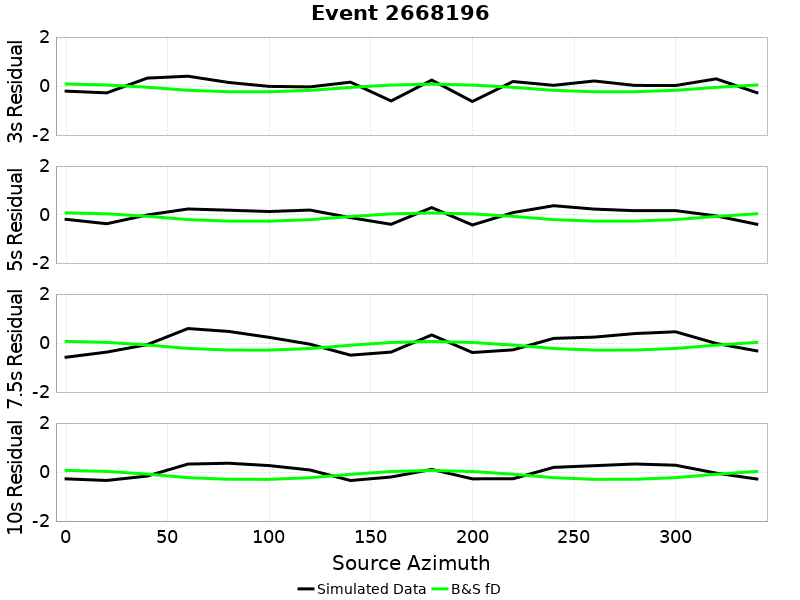 Event 2668196
3s Residual
2
0
-2
5s Residual
2
0
-2
7.5s Residual
2
0
-2
10s Residual
2
0
-2
0 50 100 150 200 250 300
Source Azimuth
Simulated Data B&S fD